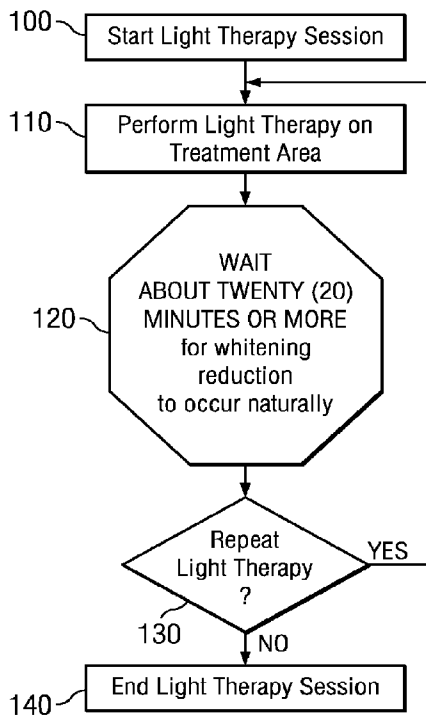 100
Start Light Therapy Session
110
Perform Light Therapy on
Treatment Area
120
WAIT
ABOUT TWENTY (20)
MINUTES OR MORE
for whitening
reduction
to occur naturally
Repeat
Light Therapy
?
YES
130
NO
140
End Light Therapy Session